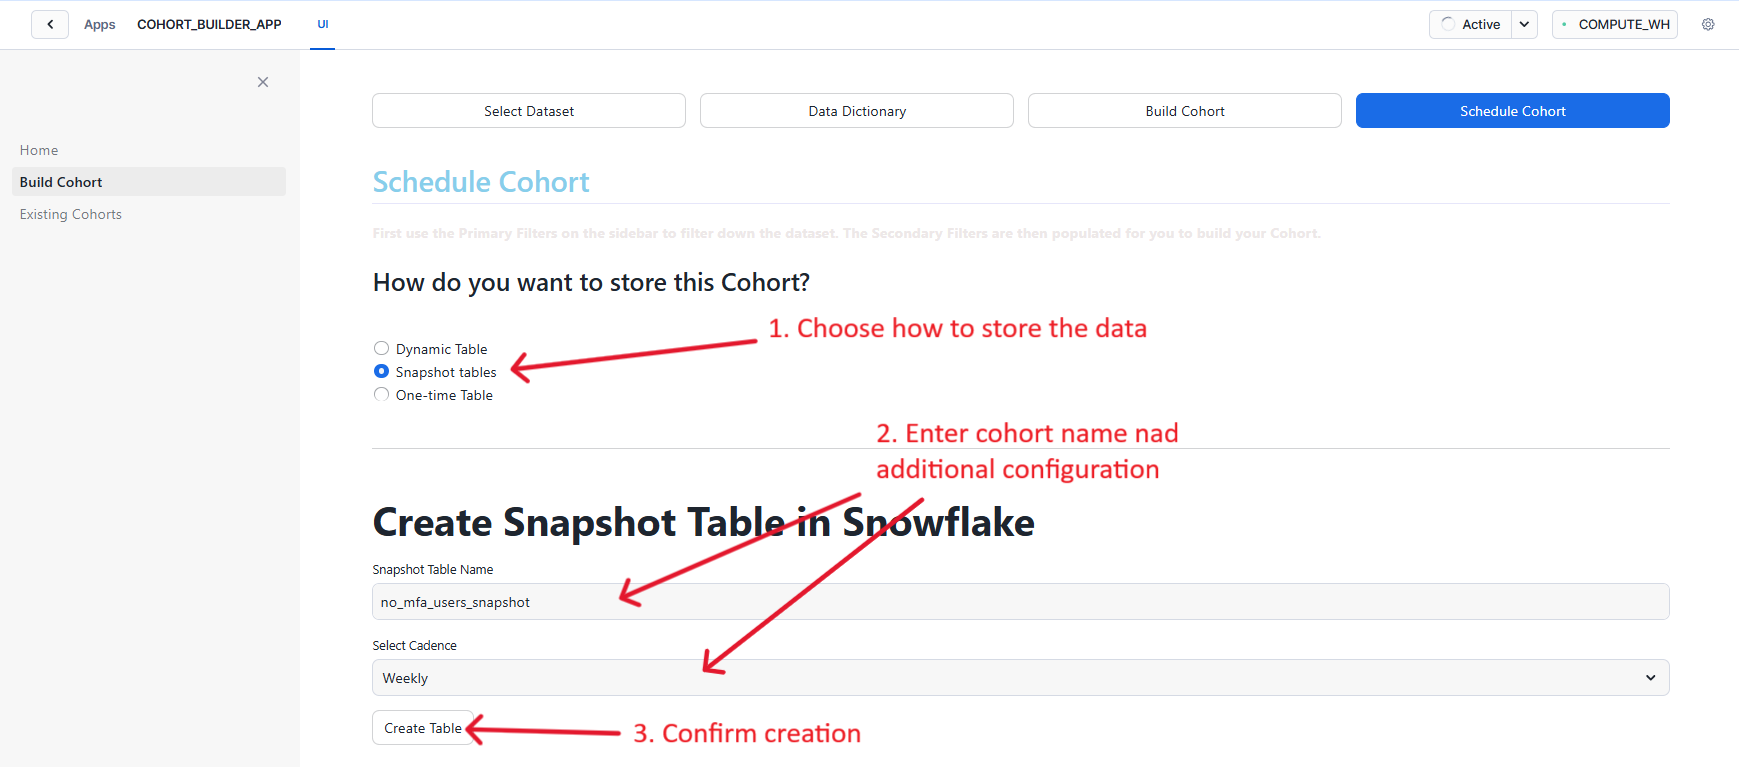 Apps COHORT_BUILDER_APP UI Active COMPUTE_WH
Home
Build Cohort
Existing Cohorts
Select Dataset Data Dictionary Build Cohort Schedule Cohort
Schedule Cohort
First use the Primary Filters on the sidebar to filter down the dataset. The Secondary Filters are then populated for you to build your Cohort.
How do you want to store this Cohort?
1. Choose how to store the data
Dynamic Table
Snapshot tables
One-time Table
2. Enter cohort name nad
additional configuration
Create Snapshot Table in Snowflake
Snapshot Table Name
no_mfa_users_snapshot
Select Cadence
Weekly
Create Table
3. Confirm creation